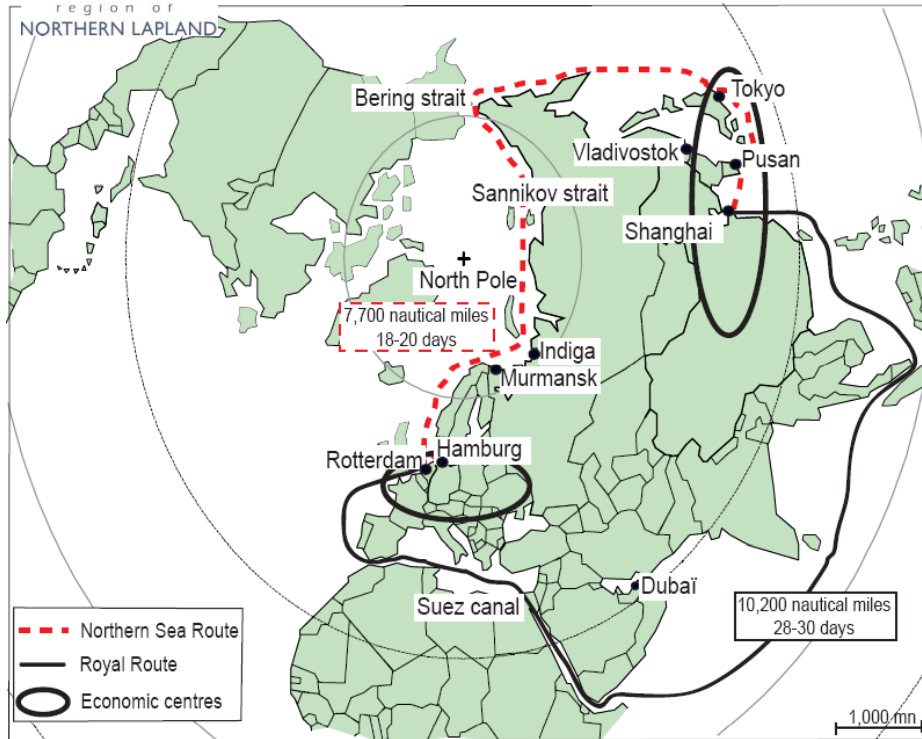 region of
NORTHERN LAPLAND
Bering strait
Tokyo
Vladivostok
Pusan
Sannikov strait
Shanghai
North Pole
7,700 nautical miles
18-20 days
Indiga
Murmansk
Rotterdam
Hamburg
Dubaï
Suez canal
10,200 nautical miles
28-30 days
Northern Sea Route
Royal Route
Economic centres
1,000 mn